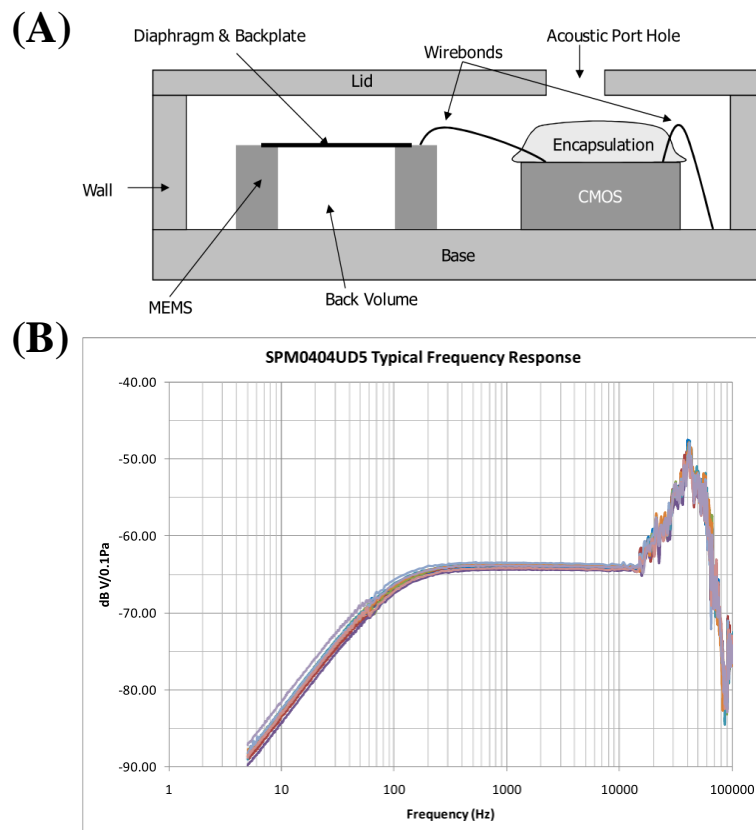 (A)
Diaphragm & Backplate
Wirebonds
Acoustic Port Hole
Lid
Encapsulation
Wall
CMOS
Base
MEMS
Back Volume
(B)
SPM0404UD5 Typical Frequency Response
-40.00
-50.00
-60.00
-70.00
-80.00
-90.00
dB V/0.1Pa
1
10
100
1000
10000
100000
Frequency (Hz)